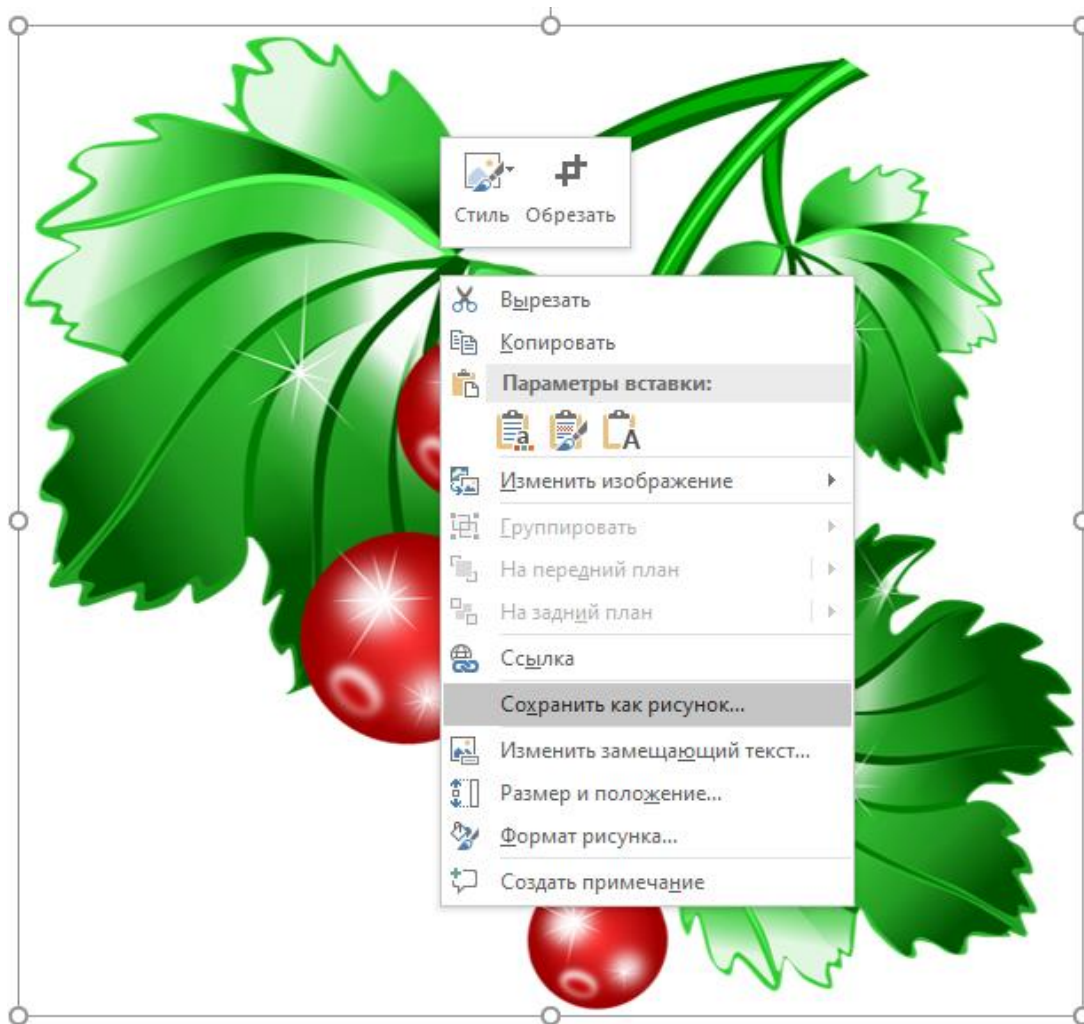 Стиль Обрезать
Вырезать
Копировать
Параметры вставки:
Изменить изображение
Группировать
На передний план
На задний план
Ссылка
Сохранить как рисунок...
Изменить замещающий текст...
Размер и положение...
Формат рисунка...
Создать примечание